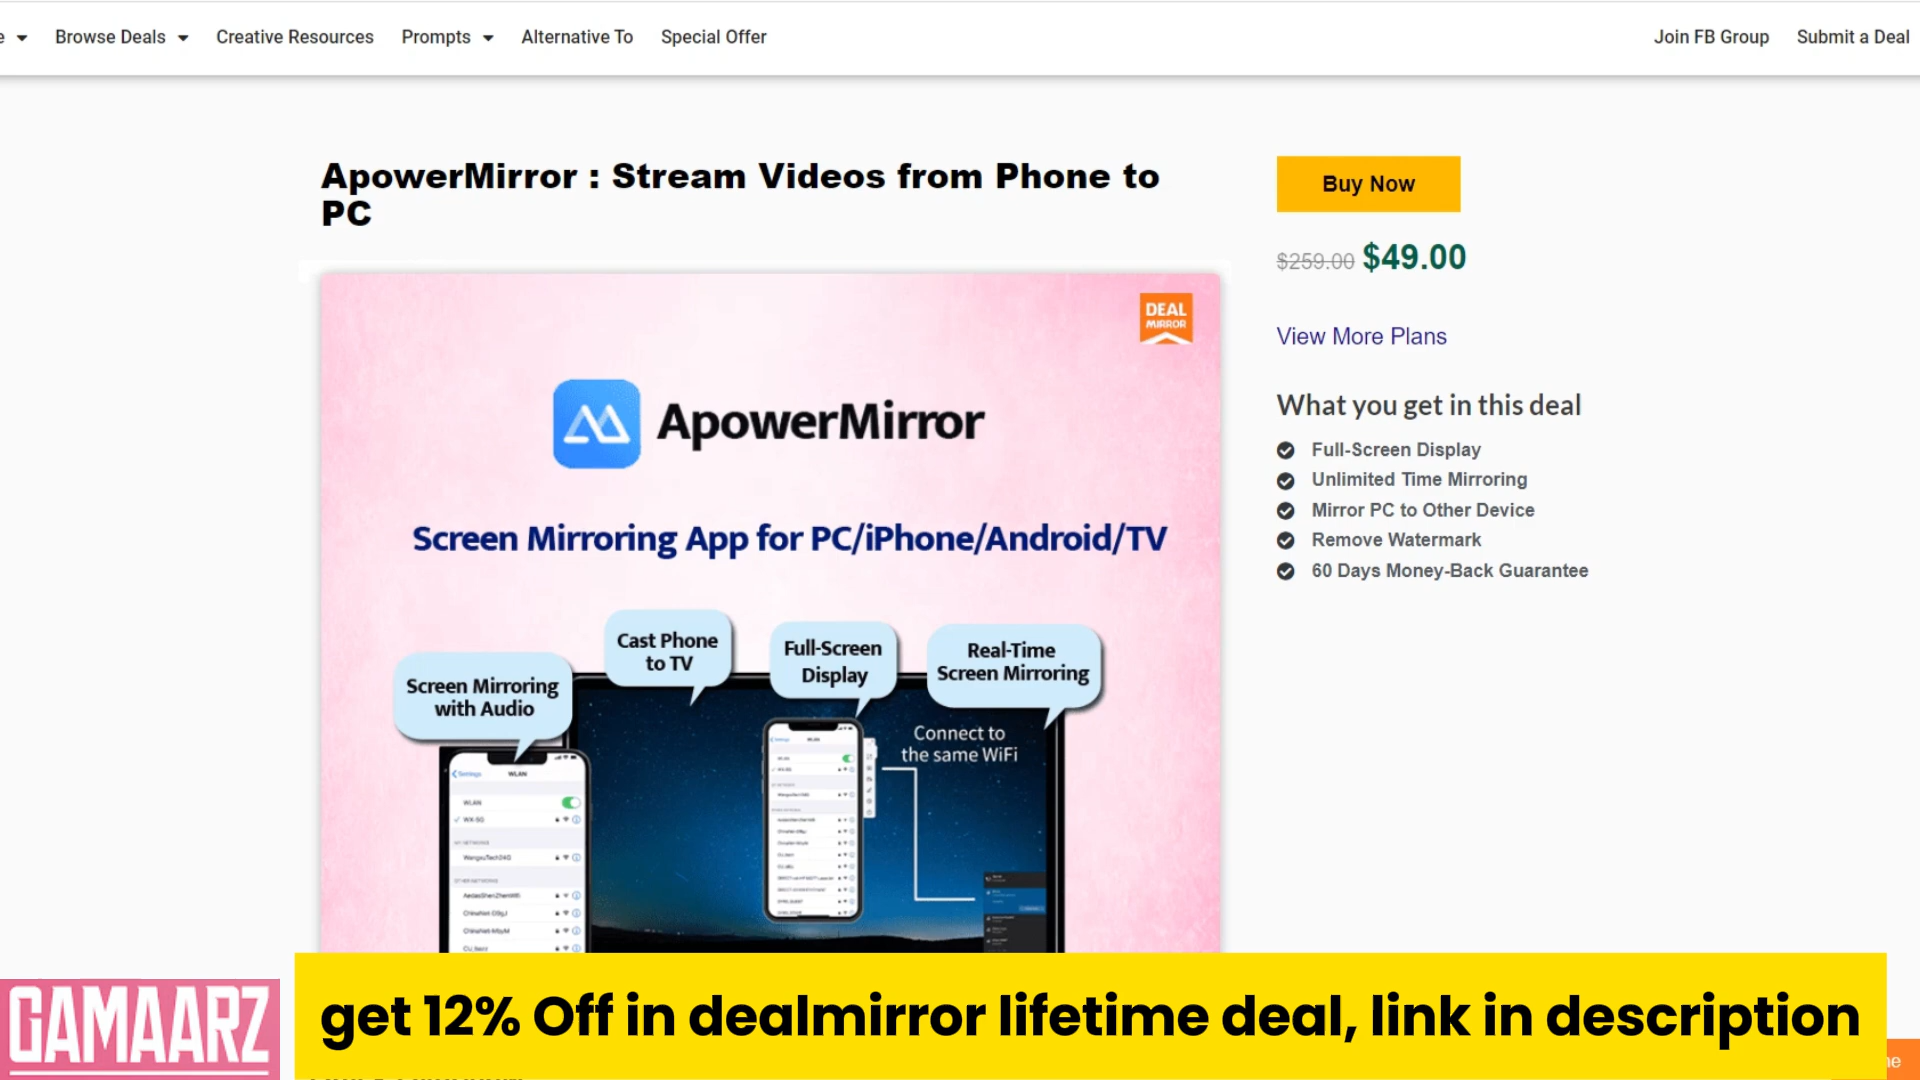 Browse Deals
Creative Resources
Prompts
Alternative To
Special Offer
Join FB Group
Submit a Deal
ApowerMirror : Stream Videos from Phone to
PC
Buy Now
$259.00 $49.00
View More Plans
What you get in this deal
Full-Screen Display
Unlimited Time Mirroring
Mirror PC to Other Device
Remove Watermark
60 Days Money-Back Guarantee
DEAL
MIRROR
ApowerMirror
Screen Mirroring App for PC/iPhone/Android/TV
Screen Mirroring
with Audio
Cast Phone
to TV
Full-Screen
Display
Real-Time
Screen Mirroring
Connect to
the same WiFi
Settings WLAN
WLAN
WX-5G
GAMAARZ
get 12% Off in dealmirror lifetime deal, link in description